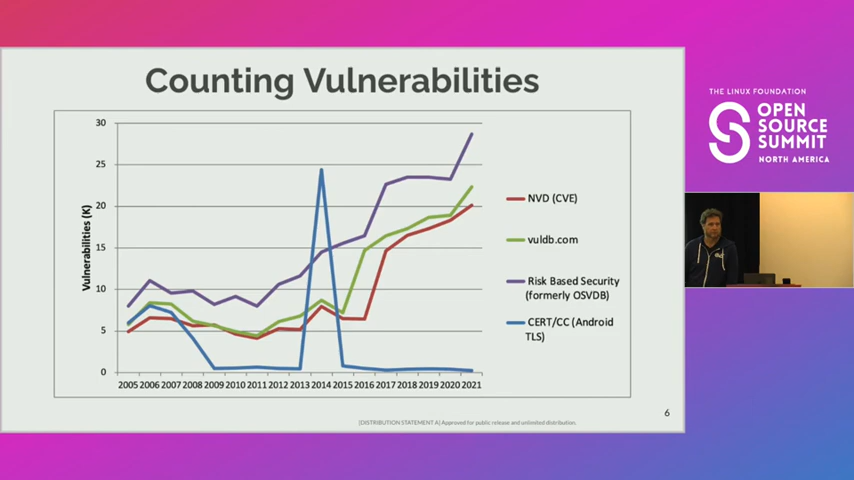 Counting Vulnerabilities
30
25
20
15
10
5
0
Vulnerabilities (K)
2005 2006 2007 2008 2009 2010 2011 2012 2013 2014 2015 2016 2017 2018 2019 2020 2021
NVD (CVE)
vuldb.com
Risk Based Security
(formerly OSVDB)
CERT/CC (Android
TLS)
6
[DISTRIBUTION STATEMENT A] Approved for public release and unlimited distribution.
THE LINUX FOUNDATION
OPEN
SOURCE
SUMMIT
NORTH AMERICA